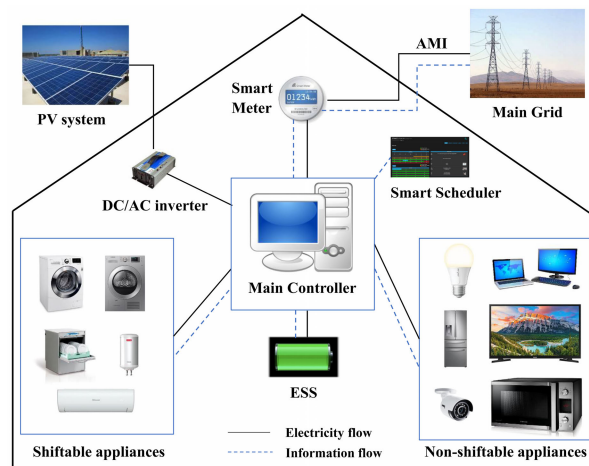 AMI
Smart
Meter
01234
PV system
Main Grid
DC/AC inverter
Smart Scheduler
Main Controller
ESS
Shiftable appliances
Electricity flow
Information flow
Non-shiftable appliances